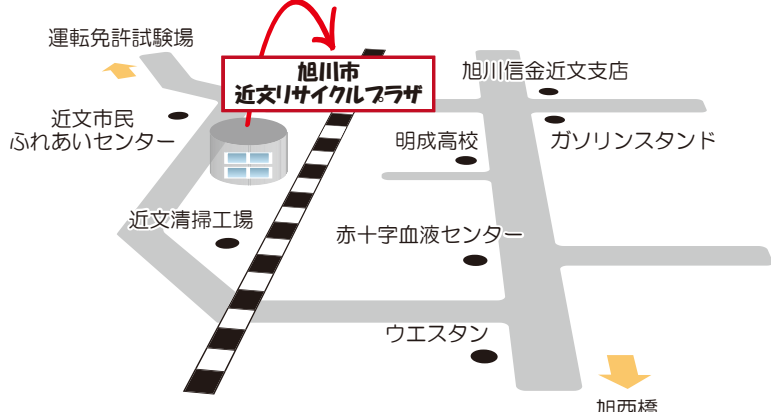 運転免許試験場
旭川市
近文リサイクルプラザ
旭川信金近文支店
近文市民
ふれあいセンター
明成高校
ガソリンスタンド
近文清掃工場
赤十字血液センター
ウエスタン
旭西橋